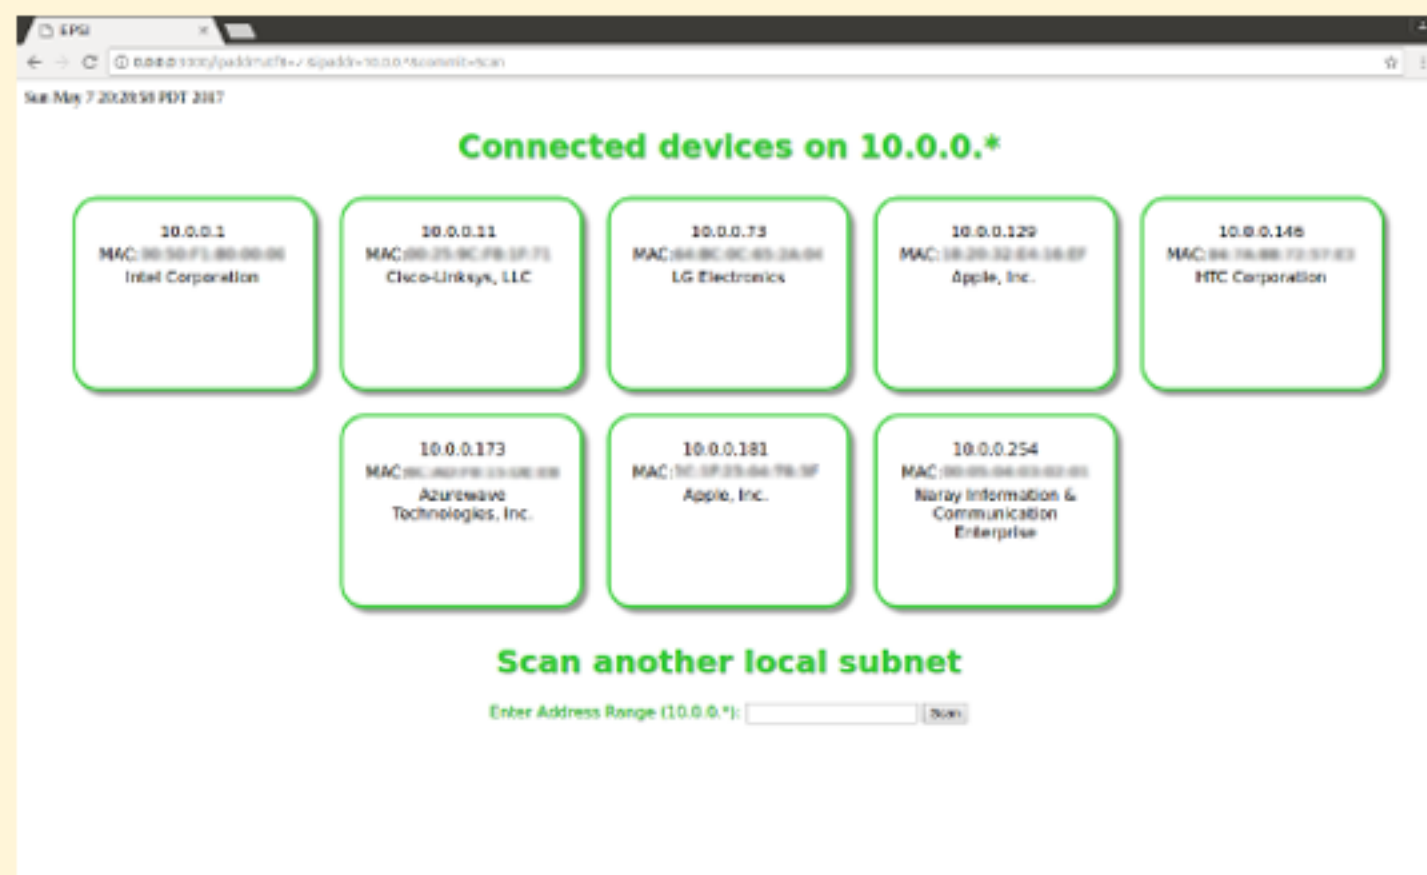 EPSI
Sun May 7 20:28:58 PDT 2017
Connected devices on 10.0.0.*
10.0.0.1
MAC:
Intel Corporation
10.0.0.11
MAC:
Cisco-Linksys, LLC
10.0.0.73
MAC:
LG Electronics
10.0.0.129
MAC:
Apple, Inc.
10.0.0.146
MAC:
HTC Corporation
10.0.0.173
MAC:
Azurewave
Technologies, Inc.
10.0.0.181
MAC:
Apple, Inc.
10.0.0.254
MAC:
Naray Information &
Communication
Enterprise
Scan another local subnet
Enter Address Range (10.0.0.*): Scan